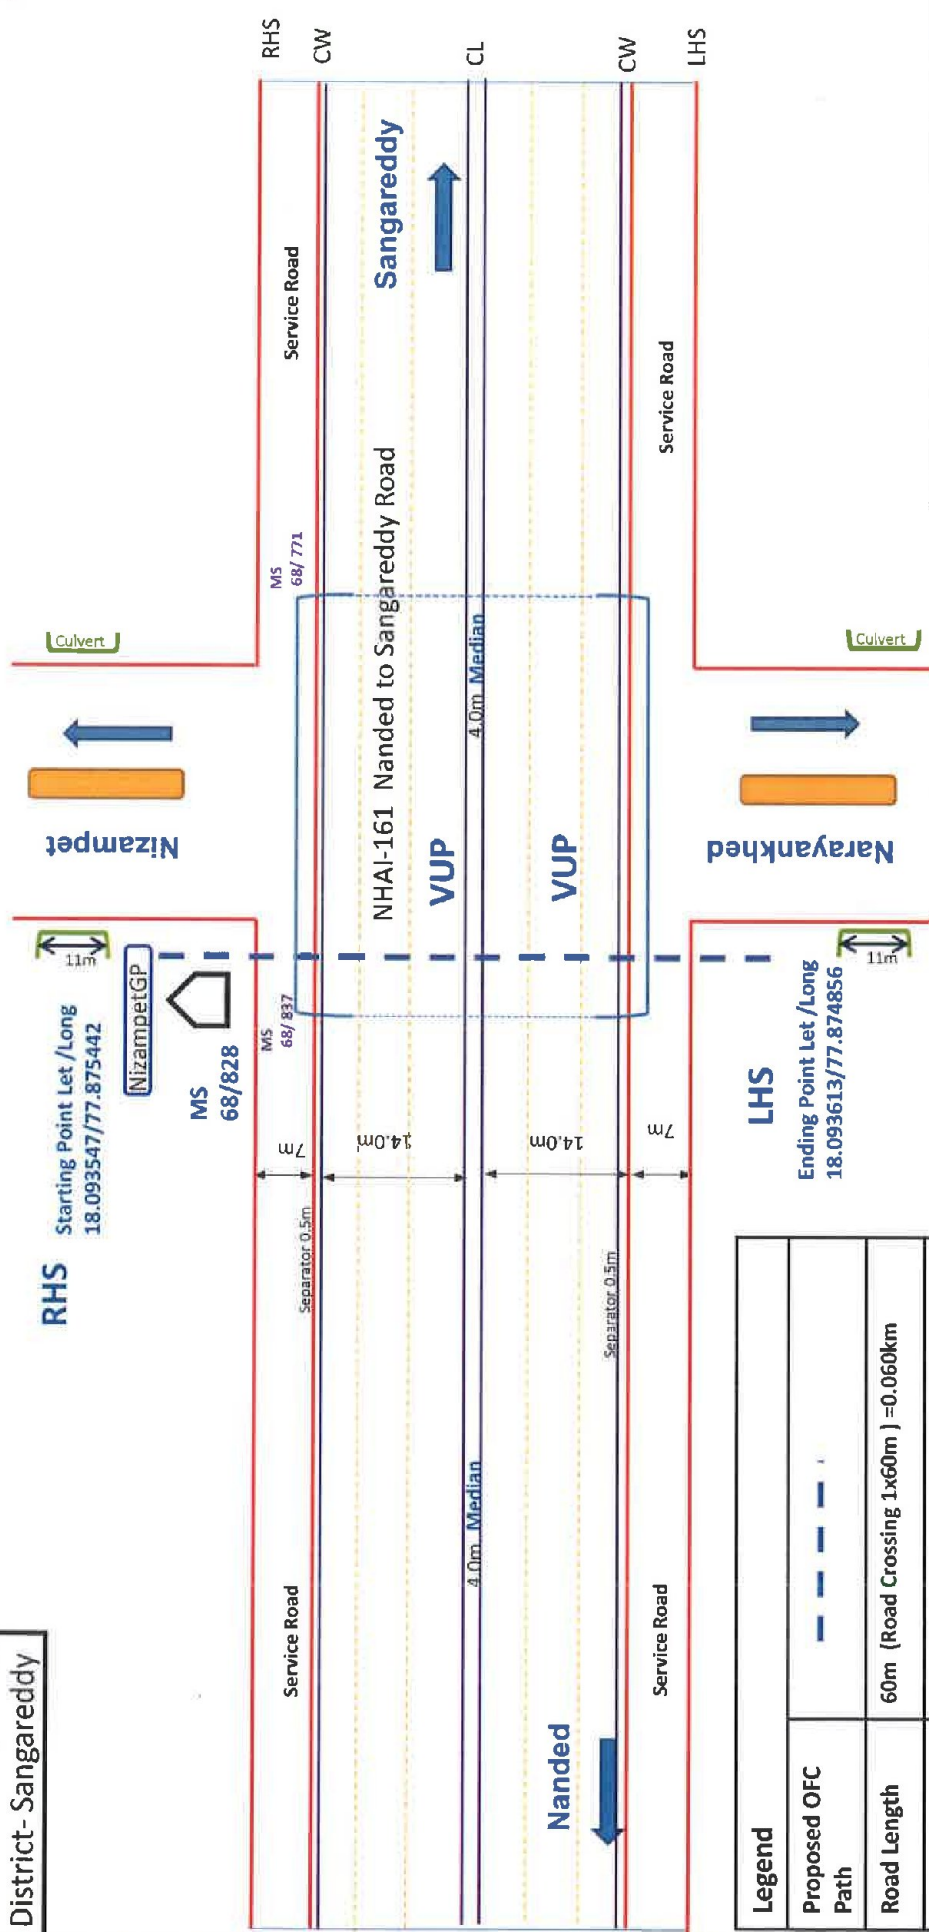 District- Sangareddy
RHS
Starting Point Let /Long
18.093547/77.875442
11m
NizampetGP
MS
68/828
MS
68/ 837
Nizampet
Culvert
MS
68/ 771
RHS
CW
CL
CW
LHS
Service Road
Service Road
Separator 0.5m
7m
14.0m
NHAI-161 Nanded to Sangareddy Road
Sangareddy
VUP
4.0m Median
4.0m Median
VUP
14.0m
Nanded
Separator 0.5m
7m
Service Road
Service Road
LHS
Ending Point Let /Long
18.093613/77.874856
11m
Narayankhed
Culvert
Legend
Proposed OFC
Path
Road Length
60m (Road Crossing 1x60m ) =0.060km